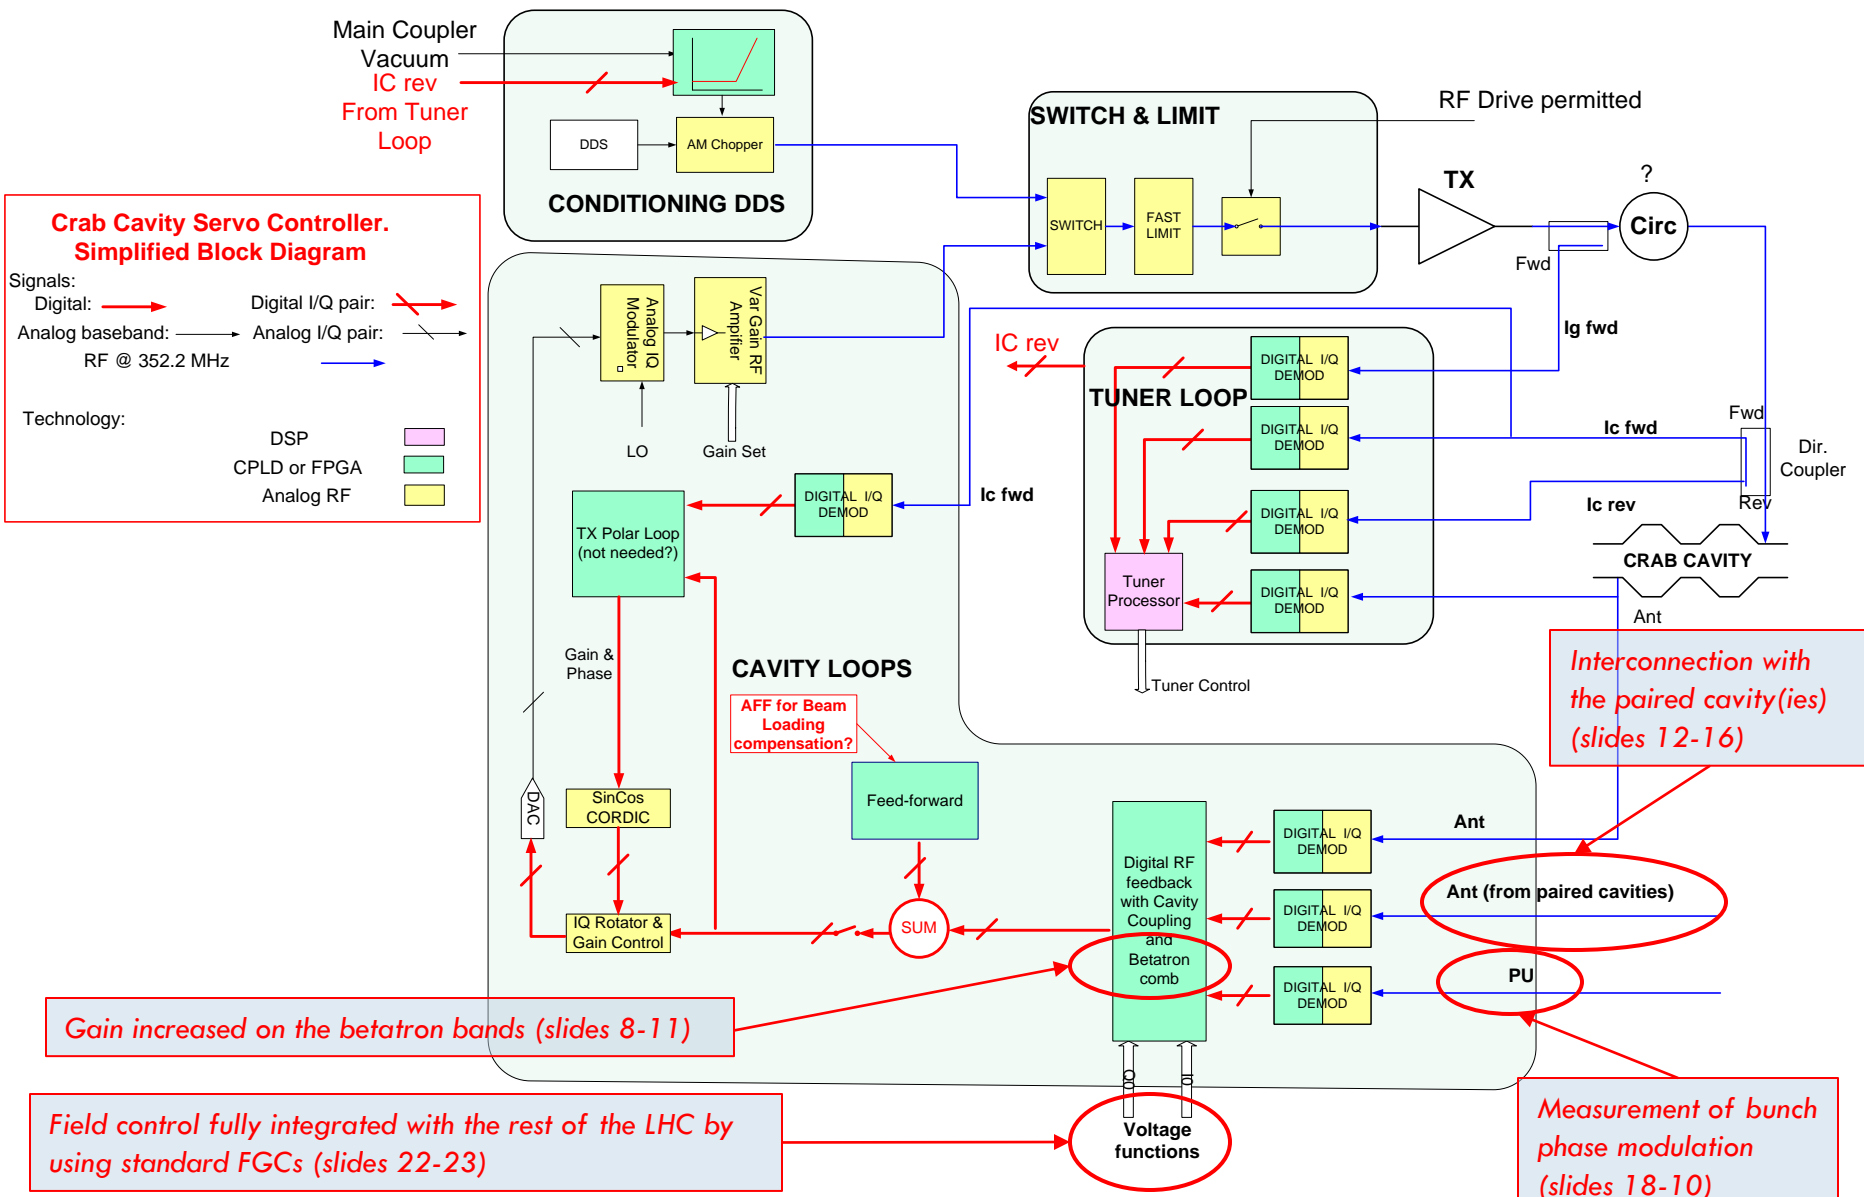 Main Coupler
Vacuum
IC rev
From Tuner
Loop
DDS
AM Chopper
CONDITIONING DDS
SWITCH & LIMIT
RF Drive permitted
SWITCH
FAST
LIMIT
TX
?
Circ
Fwd
Crab Cavity Servo Controller.
Simplified Block Diagram
Signals:
Digital:
Digital I/Q pair:
Analog baseband:
Analog I/Q pair:
RF @ 352.2 MHz
Technology:
DSP
CPLD or FPGA
Analog RF
Analog IQ
Modulator
Var Gain RF
Ampifier
LO
Gain Set
IC rev
TUNER LOOP
DIGITAL I/Q
DEMOD
DIGITAL I/Q
DEMOD
DIGITAL I/Q
DEMOD
DIGITAL I/Q
DEMOD
Tuner
Processor
Tuner Control
Ig fwd
Ic fwd
Ic rev
Fwd
Dir.
Coupler
Rev
CRAB CAVITY
Ant
TX Polar Loop
(not needed?)
DIGITAL I/Q
DEMOD
Ic fwd
Gain &
Phase
CAVITY LOOPS
AFF for Beam
Loading
compensation?
Feed-forward
DAC
SinCos
CORDIC
IQ Rotator &
Gain Control
SUM
Digital RF
feedback
with Cavity
Coupling
and
Betatron
comb
DIGITAL I/Q
DEMOD
DIGITAL I/Q
DEMOD
DIGITAL I/Q
DEMOD
Ant
Ant (from paired cavities)
PU
Q0
I0
Voltage
functions
Interconnection with
the paired cavity(ies)
(slides 12-16)
Gain increased on the betatron bands (slides 8-11)
Field control fully integrated with the rest of the LHC by
using standard FGCs (slides 22-23)
Measurement of bunch
phase modulation
(slides 18-10)